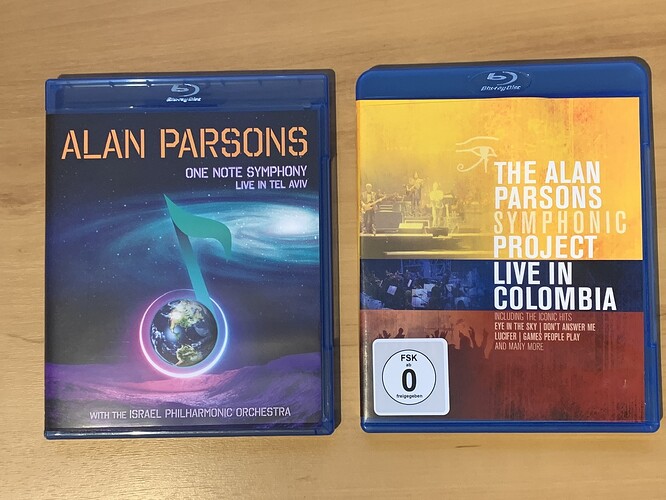 Blu-ray Disc
ALAN PARSONS
ONE NOTE SYMPHONY
LIVE IN TEL AVIV
WITH THE ISRAEL PHILHARMONIC ORCHESTRA
Blu-ray Disc
THE ALAN
PARSONS
SYMPHONIC
PROJECT
LIVE IN
COLOMBIA
INCLUDING THE ICONIC HITS
EYE IN THE SKY | DON'T ANSWER ME
LUCIFER | GAMES PEOPLE PLAY
AND MANY MORE
FSK
ab
0
freigegeben